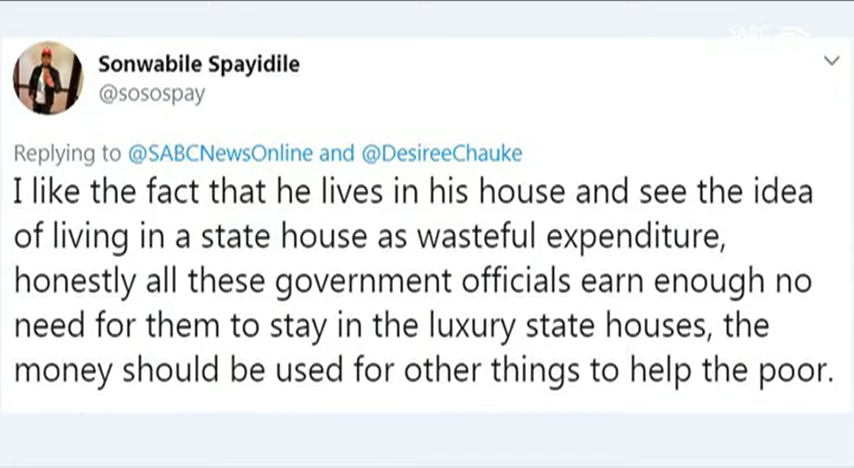 SABC
Sonwabile Spayidile
@sosospay
Replying to @SABCNewsOnline and @DesireeChauke
I like the fact that he lives in his house and see the idea
of living in a state house as wasteful expenditure,
honestly all these government officials earn enough no
need for them to stay in the luxury state houses, the
money should be used for other things to help the poor.